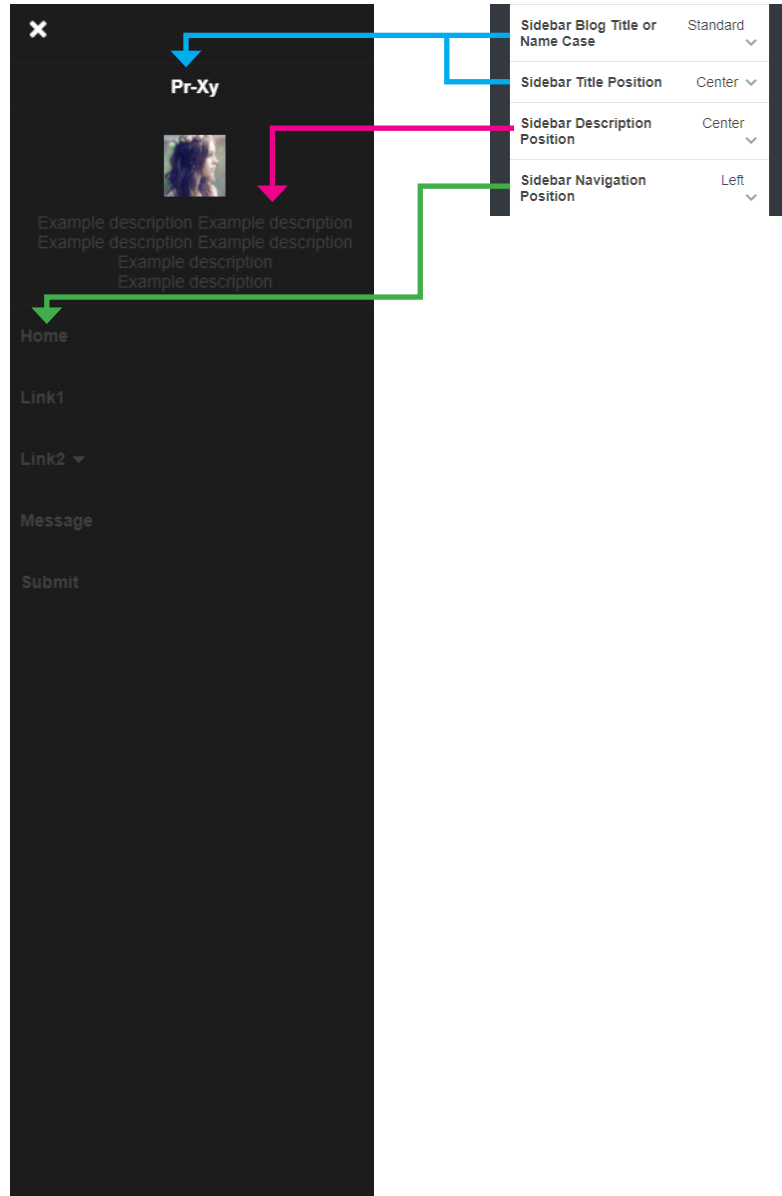 Pr-Xy
Example description Example description
Example description Example description
Example description
Example description
Home
Link1
Link2
Message
Submit
Sidebar Blog Title or
Name Case
Standard
Sidebar Title Position
Center
Sidebar Description
Position
Center
Sidebar Navigation
Position
Left